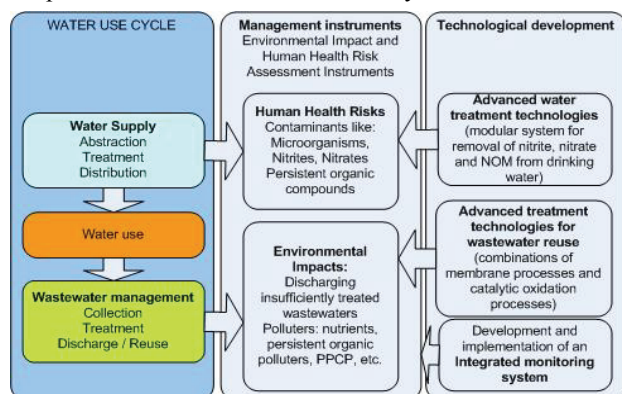 WATER USE CYCLE
Water Supply
Abstraction
Treatment
Distribution
Water use
Wastewater management
Collection
Treatment
Discharge / Reuse
Management instruments
Environmental Impact and
Human Health Risk
Assessment Instruments
Human Health Risks
Contaminants like:
Microorganisms,
Nitrites, Nitrates
Persistent organic
compounds
Environmental
Impacts:
Discharging
insufficiently treated
wastewaters
Polluters: nutrients,
persistent organic
polluters, PPCP, etc.
Technological development
Advanced water
treatment technologies
(modular system for
removal of nitrite, nitrate
and NOM from drinking
water)
Advanced treatment
technologies for
wastewater reuse
(combinations of
membrane processes and
catalytic oxidation
processes)
Development and
implementation of an
Integrated monitoring
system